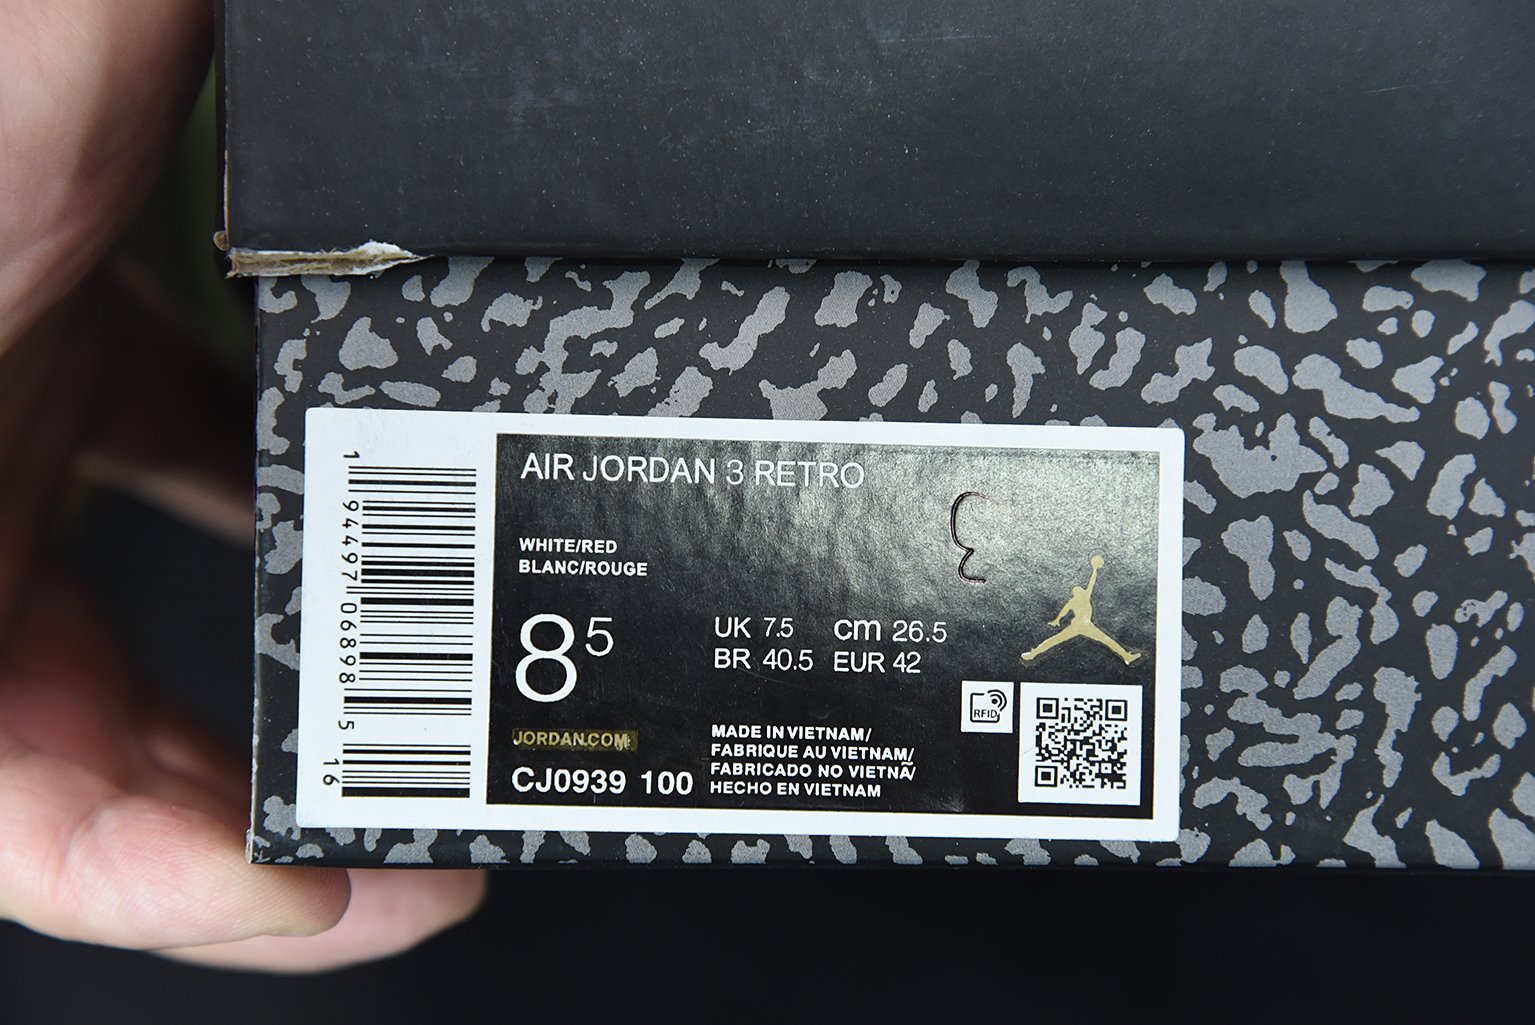 AIR JORDAN 3 RETRO
WHITE/RED
BLANC/ROUGE
8 5
UK 7.5 cm 26.5
BR 40.5 EUR 42
JORDAN.COM
CJ0939 100
MADE IN VIETNAM/
FABRIQUE AU VIETNAM/
FABRICADO NO VIETNÃ/
HECHO EN VIETNAM
RFID
1 94497 06898 5 16